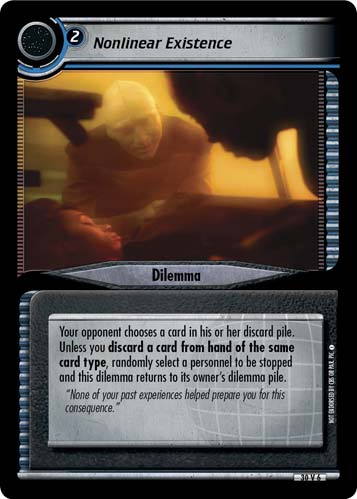 2
Nonlinear Existence
Dilemma
Your opponent chooses a card in his or her discard pile.
Unless you discard a card from hand of the same
card type, randomly select a personnel to be stopped
and this dilemma returns to its owner's dilemma pile.
"None of your past experiences helped prepare you for this
consequence."
NOT ENDORSED BY CBS OR PAR. PIC.
30 V 6